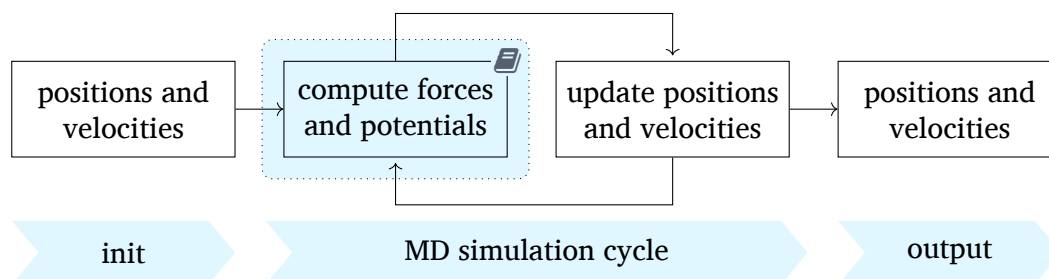 positions and
velocities
compute forces
and potentials
update positions
and velocities
positions and
velocities
init
MD simulation cycle
output